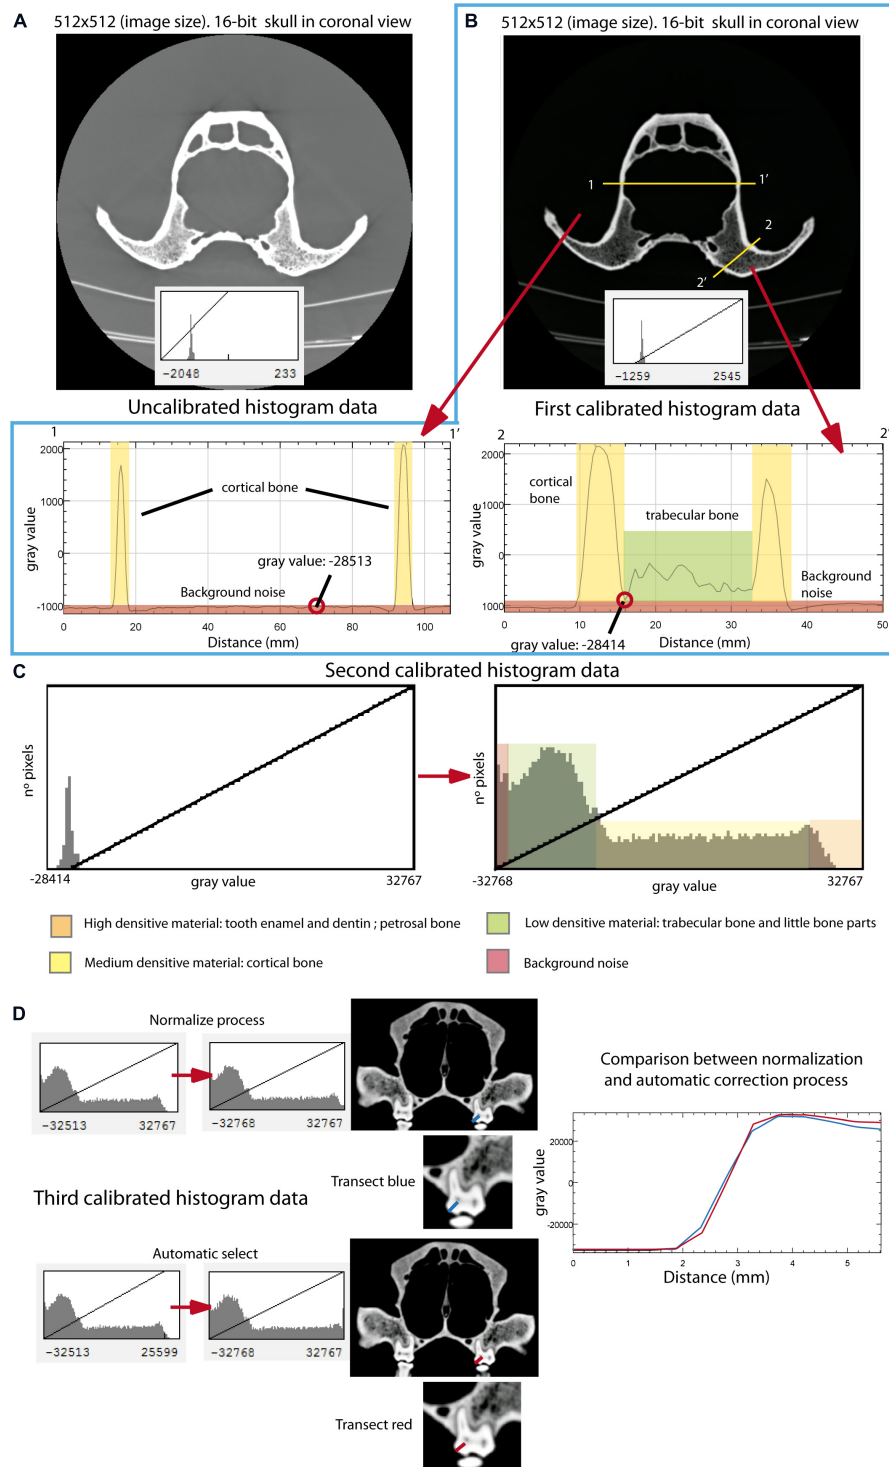 A
512x512 (image size). 16-bit skull in coronal view
B
512x512 (image size). 16-bit skull in coronal view
1
1′
2
2′
-2048
233
-1259
2545
Uncalibrated histogram data
First calibrated histogram data
1
1′
2000
1000
0
-1000
gray value
cortical bone
gray value: -28513
Background noise
0
20
40
60
80
100
Distance (mm)
2
2′
2000
1000
0
1000
gray value
cortical
bone
trabecular bone
Background
noise
0
10
20
30
40
50
Distance (mm)
gray value: -28414
C
Second calibrated histogram data
nº pixels
-28414
gray value
32767
nº pixels
-32768
gray value
32767
High densitive material: tooth enamel and dentin ; petrosal bone
Low densitive material: trabecular bone and little bone parts
Medium densitive material: cortical bone
Background noise
D
Normalize process
-32513
32767
-32768
32767
Transect blue
Third calibrated histogram data
Automatic select
-32513
25599
-32768
32767
Transect red
Comparison between normalization
and automatic correction process
gray value
20000
0
-20000
0
1
2
3
4
5
Distance (mm)